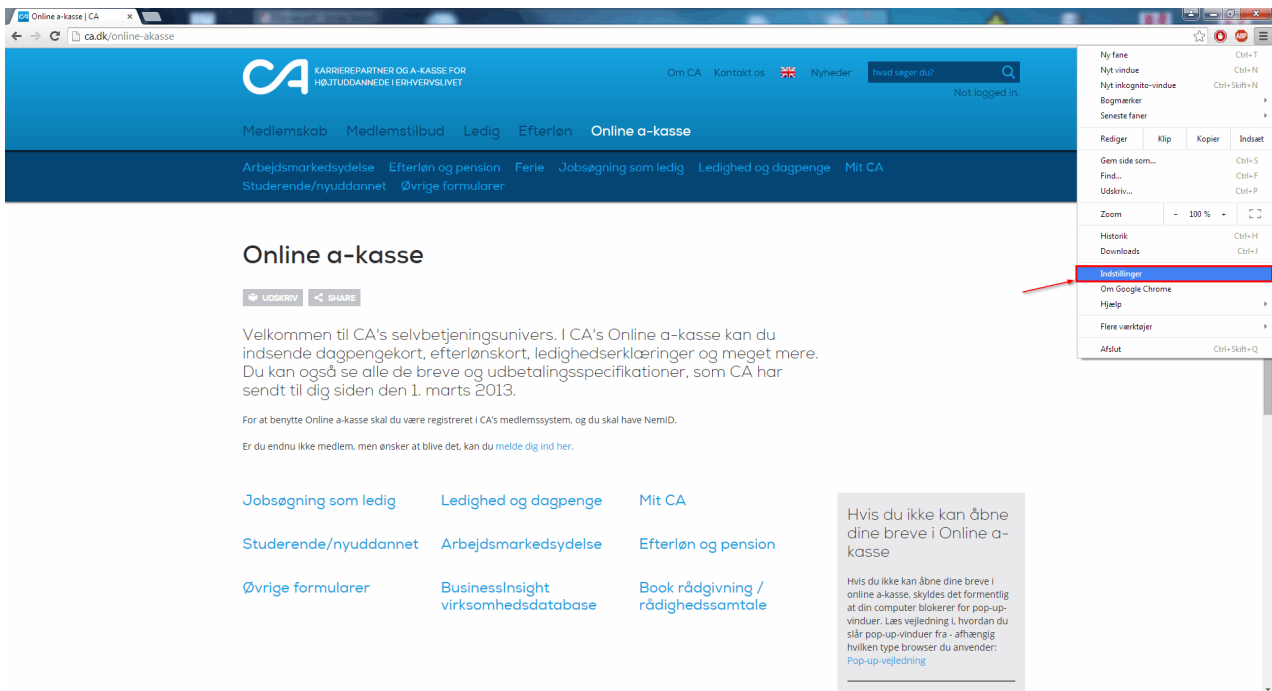 Online a-kasse | CA
ca.dk/online-akasse
ABP
CA
KARRIEREPARTNER OG A-KASSE FOR
HØJTUDDANNEDE I ERHVERVSLIVET
Om CA Kontakt os Nyheder hvad søger du?
Not logged in.
Medlemskab Medlemstilbud Ledig Efterløn Online a-kasse
Arbejdsmarkedsydelse Efterløn og pension Ferie Jobsøgning som ledig Ledighed og dagpenge Mit CA
Studerende/nyuddannet Øvrige formularer
Ny fane Ctrl+T
Nyt vindue Ctrl+N
Nyt inkognito-vindue Ctrl+Skift+N
Bogmærker
Seneste faner
Rediger Klip Kopier Indsæt
Gem side som... Ctrl+S
Find... Ctrl+F
Udskriv... Ctrl+P
Zoom - 100 % +
Historik Ctrl+H
Downloads Ctrl+J
Indstillinger
Om Google Chrome
Hjælp
Flere værktøjer
Afslut Ctrl+Skift+Q
Online a-kasse
UDSKRIV SHARE
Velkommen til CA's selvbetjeningsunivers. I CA's Online a-kasse kan du
indsende dagpengekort, efterlønskort, ledighedserklæringer og meget mere.
Du kan også se alle de breve og udbetalingsspecifikationer, som CA har
sendt til dig siden den 1. marts 2013.
For at benytte Online a-kasse skal du være registreret i CA's medlemssystem, og du skal have NemID.
Er du endnu ikke medlem, men ønsker at blive det, kan du melde dig ind her.
Jobsøgning som ledig Ledighed og dagpenge Mit CA
Studerende/nyuddannet Arbejdsmarkedsydelse Efterløn og pension
Øvrige formularer BusinessInsight Book rådgivning /
virksomhedsdatabase rådighedssamtale
Hvis du ikke kan åbne
dine breve i Online a-
kasse
Hvis du ikke kan åbne dine breve i
online a-kasse, skyldes det formentlig
at din computer blokerer for pop-up-
vinduer. Læs vejledning i, hvordan du
slår pop-up-vinduer fra - afhængig
hvilken type browser du anvender:
Pop-up-vejledning